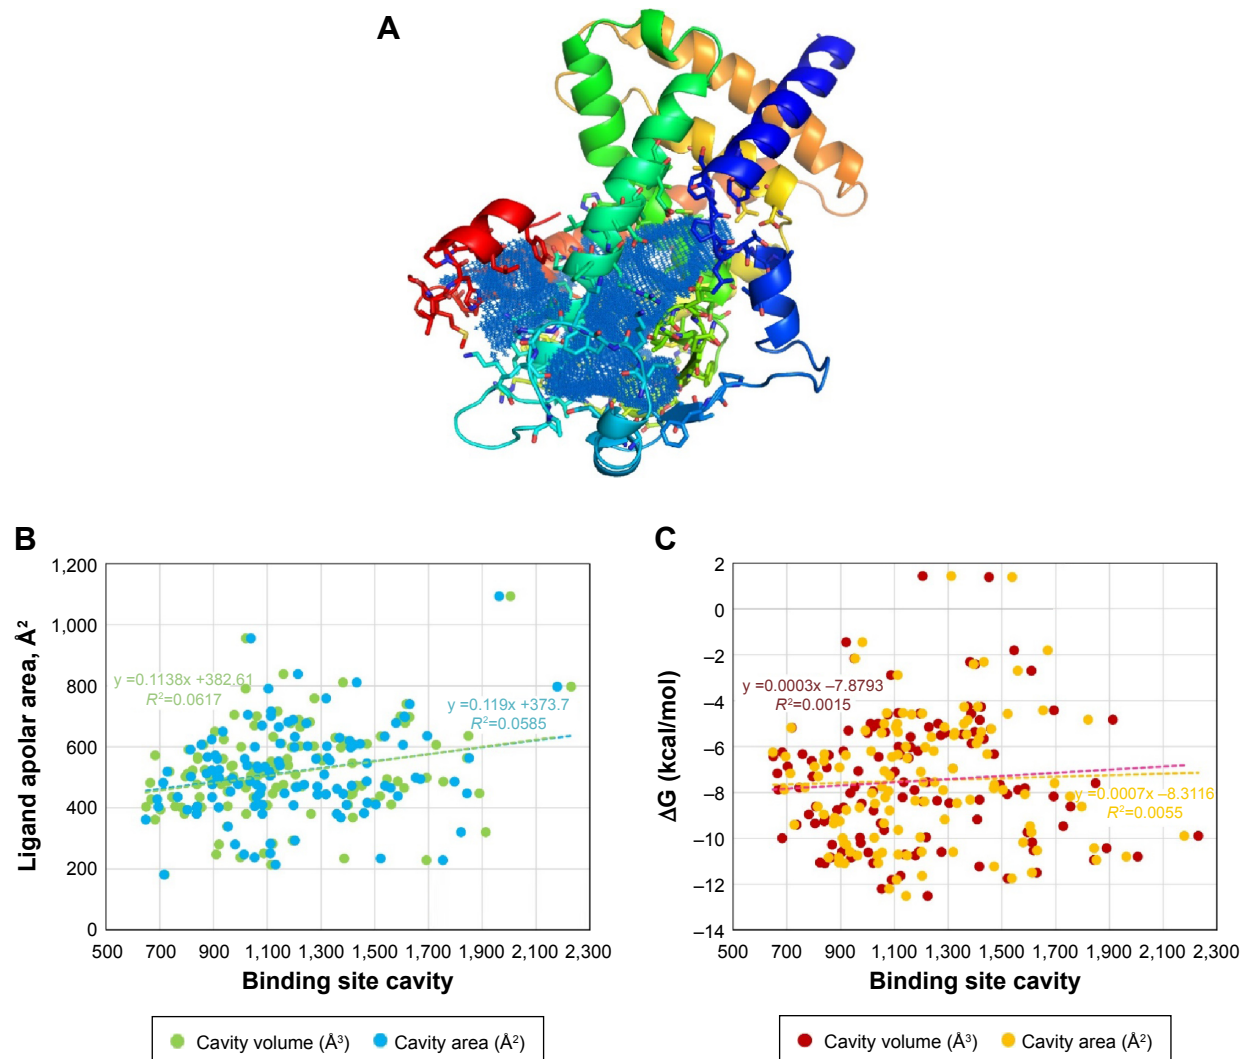 A
B
1,200
1,000
800
600
400
200
0
Ligand apolar area, Å²
y =0.1138x +382.61
R²=0.0617
y =0.119x +373.7
R²=0.0585
500 700 900 1,100 1,300 1,500 1,700 1,900 2,100 2,300
Binding site cavity
Cavity volume (Å³) Cavity area (Å²)
C
2
0
–2
–4
–6
–8
–10
–12
–14
ΔG (kcal/mol)
y =0.0003x –7.8793
R²=0.0015
y =0.0007x –8.3116
R²=0.0055
500 700 900 1,100 1,300 1,500 1,700 1,900 2,100 2,300
Binding site cavity
Cavity volume (Å³) Cavity area (Å²)